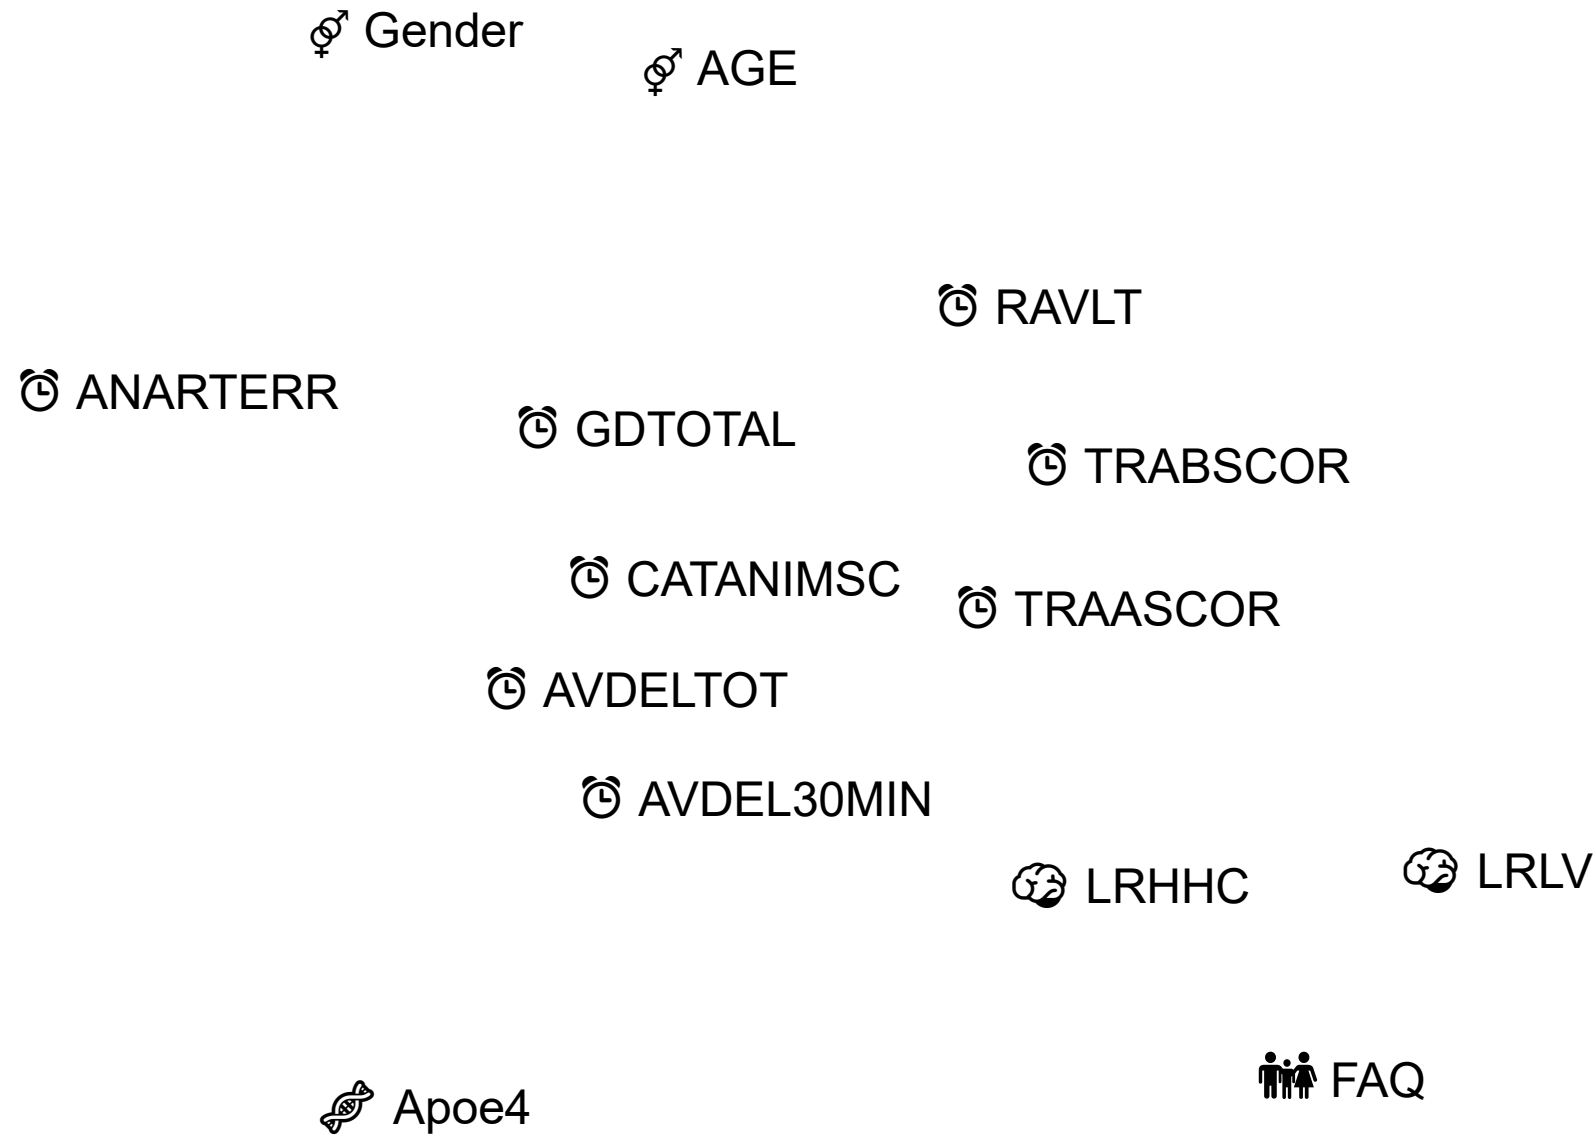 Gender
AGE
RAVLT
ANARTERR
GDTOTAL
TRABSCOR
CATANIMSC
TRAASCOR
AVDELTOT
AVDEL30MIN
LRHHC
LRLV
FAQ
Apoe4